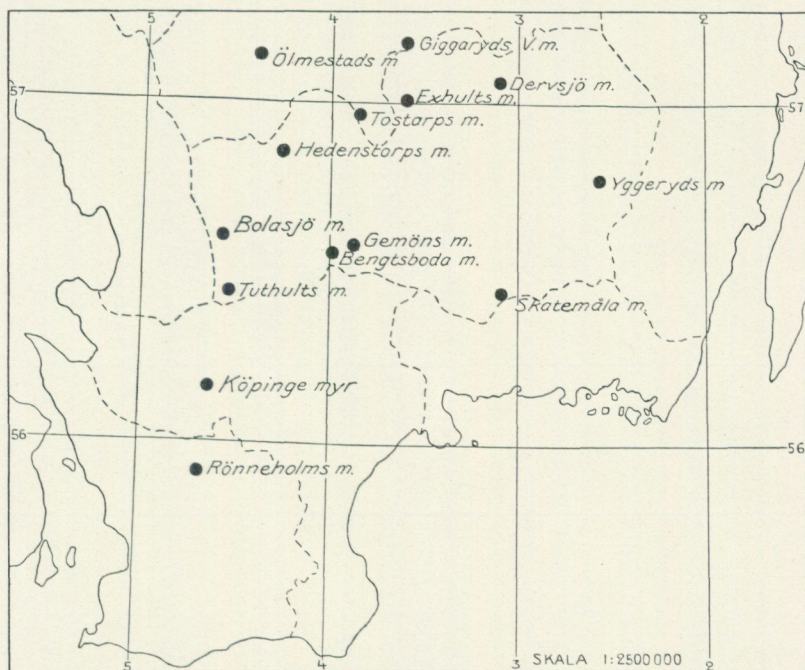 5 4 3 2
Giggaryds V. m.
Ölmestads m
Dervsjö m.
57 Exhults m. 57
Tostarps m.
Hedenstorps m.
Yggeryds m
Bolasjö m.
Gemöns m.
Bengtsboda m.
Tuthults m.
Skatemåla m.
Köpinge myr
56 56
Rönneholms m.
SKALA 1:2500000
5 4 3 2